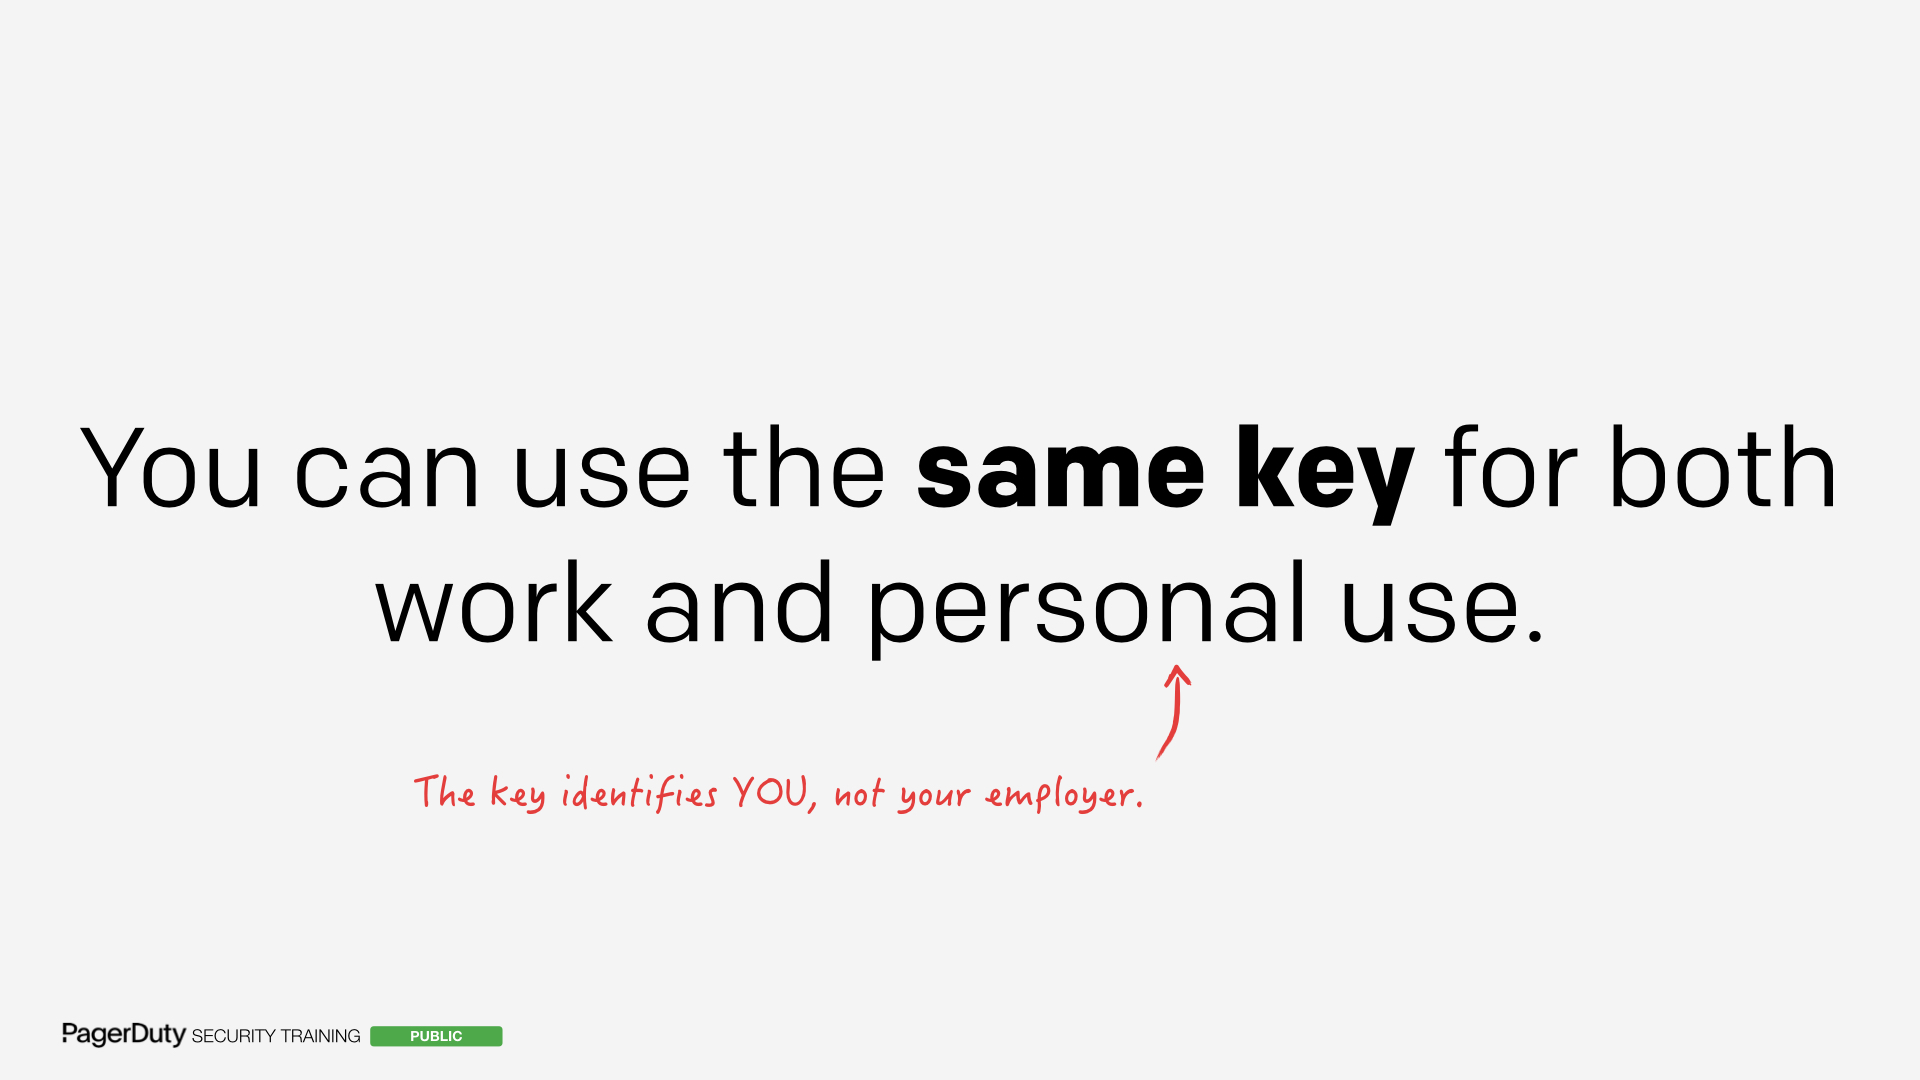 You can use the same key for both
work and personal use.
The key identifies YOU, not your employer.
PagerDuty SECURITY TRAINING PUBLIC